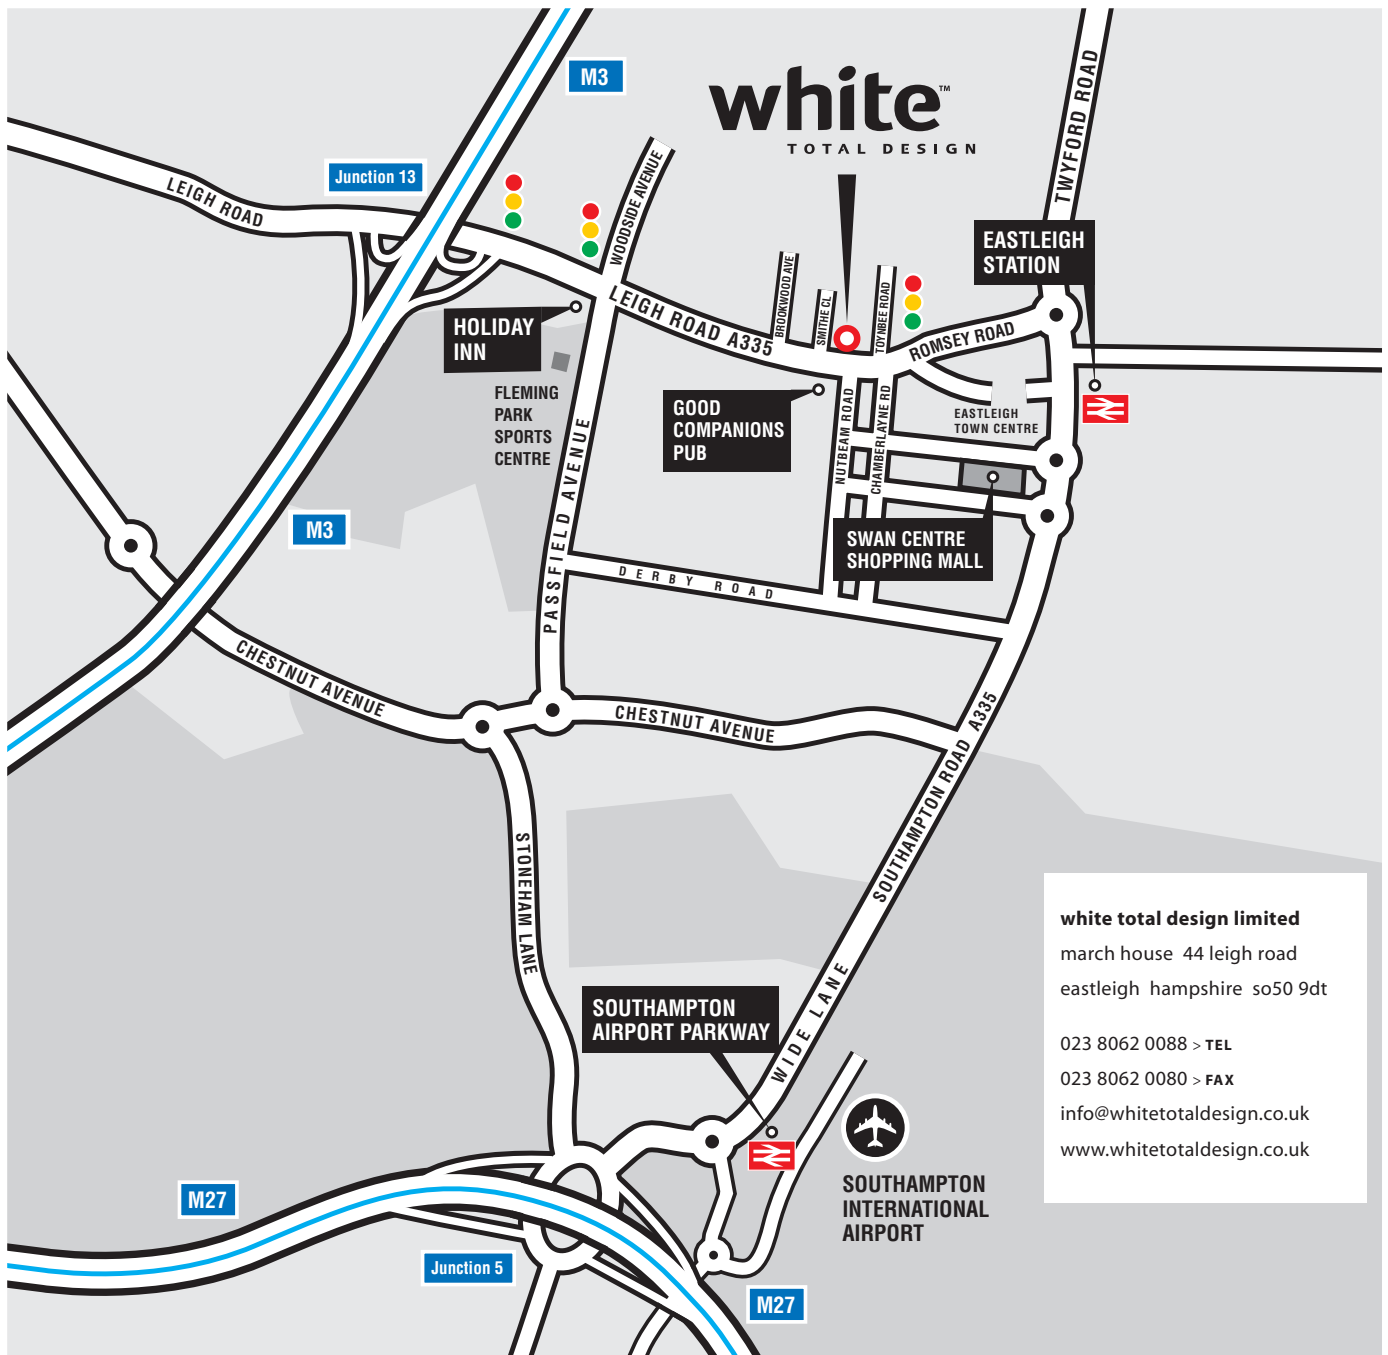 M3
white™
TOTAL DESIGN
TWYFORD ROAD
Junction 13
LEIGH ROAD
WOODSIDE AVENUE
EASTLEIGH
STATION
BROOKWOOD AVE
SMITHE CL
TOYNBEE ROAD
HOLIDAY
INN
LEIGH ROAD A335
ROMSEY ROAD
FLEMING
PARK
SPORTS
CENTRE
GOOD
COMPANIONS
PUB
NUTBEAM ROAD
CHAMBERLAYNE RD
EASTLEIGH
TOWN CENTRE
M3
PASSFIELD AVENUE
SWAN CENTRE
SHOPPING MALL
DERBY ROAD
CHESTNUT AVENUE
CHESTNUT AVENUE
SOUTHAMPTON ROAD A335
STONEHAM LANE
WIDE LANE
SOUTHAMPTON
AIRPORT PARKWAY
white total design limited
march house 44 leigh road
eastleigh hampshire so50 9dt
023 8062 0088 > TEL
023 8062 0080 > FAX
info@whitetotaldesign.co.uk
www.whitetotaldesign.co.uk
SOUTHAMPTON
INTERNATIONAL
AIRPORT
M27
Junction 5
M27